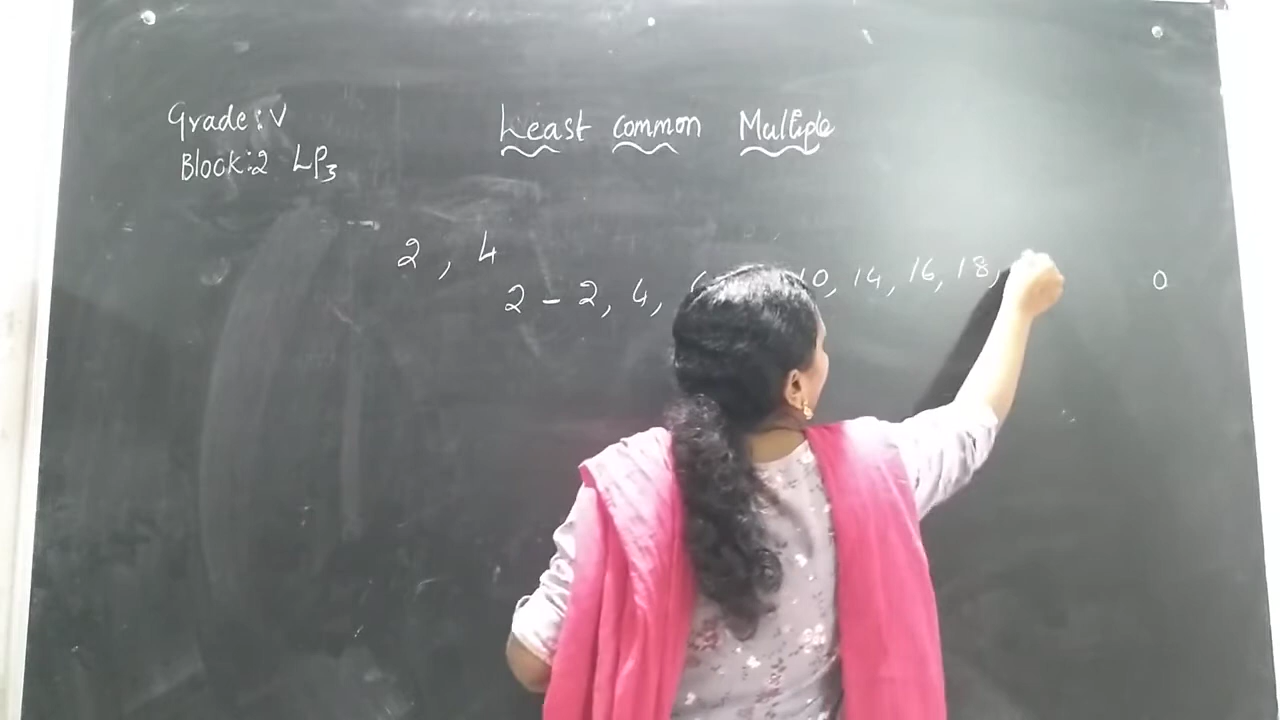 Grade: V
Least common Multiple
Block:2 LP3
2 , 4
2 - 2, 4, 10, 14, 16, 18,
0